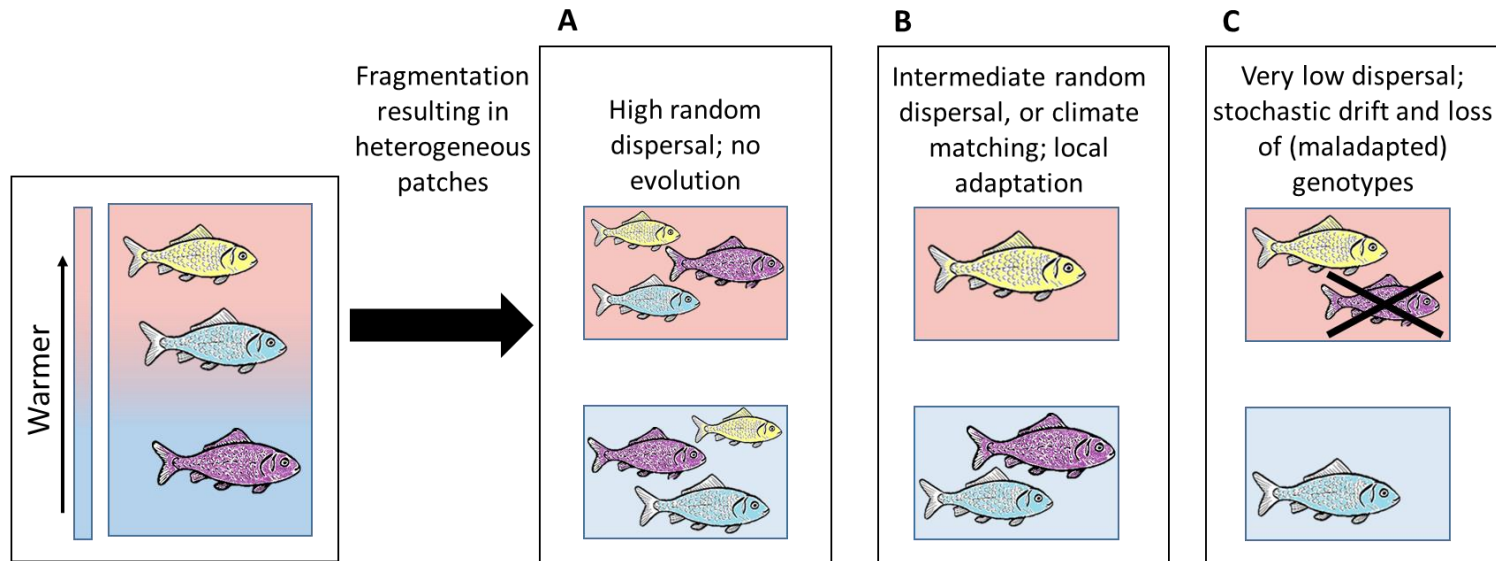 Warmer
Fragmentation
resulting in
heterogeneous
patches
A
High random
dispersal; no
evolution
B
Intermediate random
dispersal, or climate
matching; local
adaptation
C
Very low dispersal;
stochastic drift and loss
of (maladapted)
genotypes